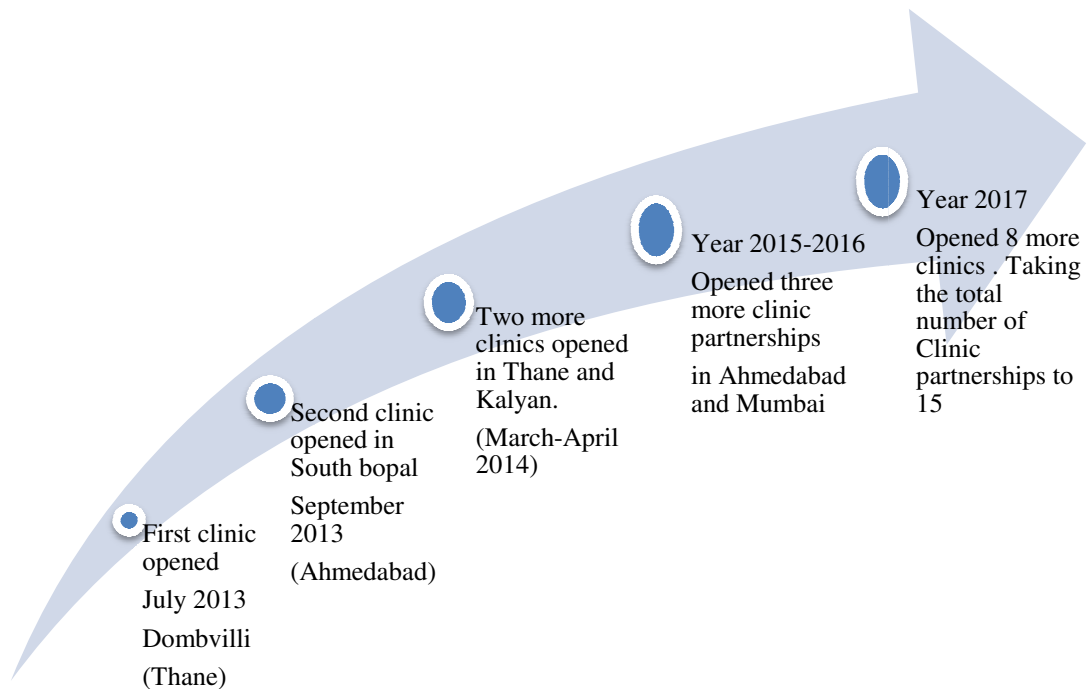 First clinic
opened
July 2013
Dombvilli
(Thane)
Second clinic
opened in
South bopal
September
2013
(Ahmedabad)
Two more
clinics opened
in Thane and
Kalyan.
(March-April
2014)
Year 2015-2016
Opened three
more clinic
partnerships
in Ahmedabad
and Mumbai
Year 2017
Opened 8 more
clinics . Taking
the total
number of
Clinic
partnerships to
15